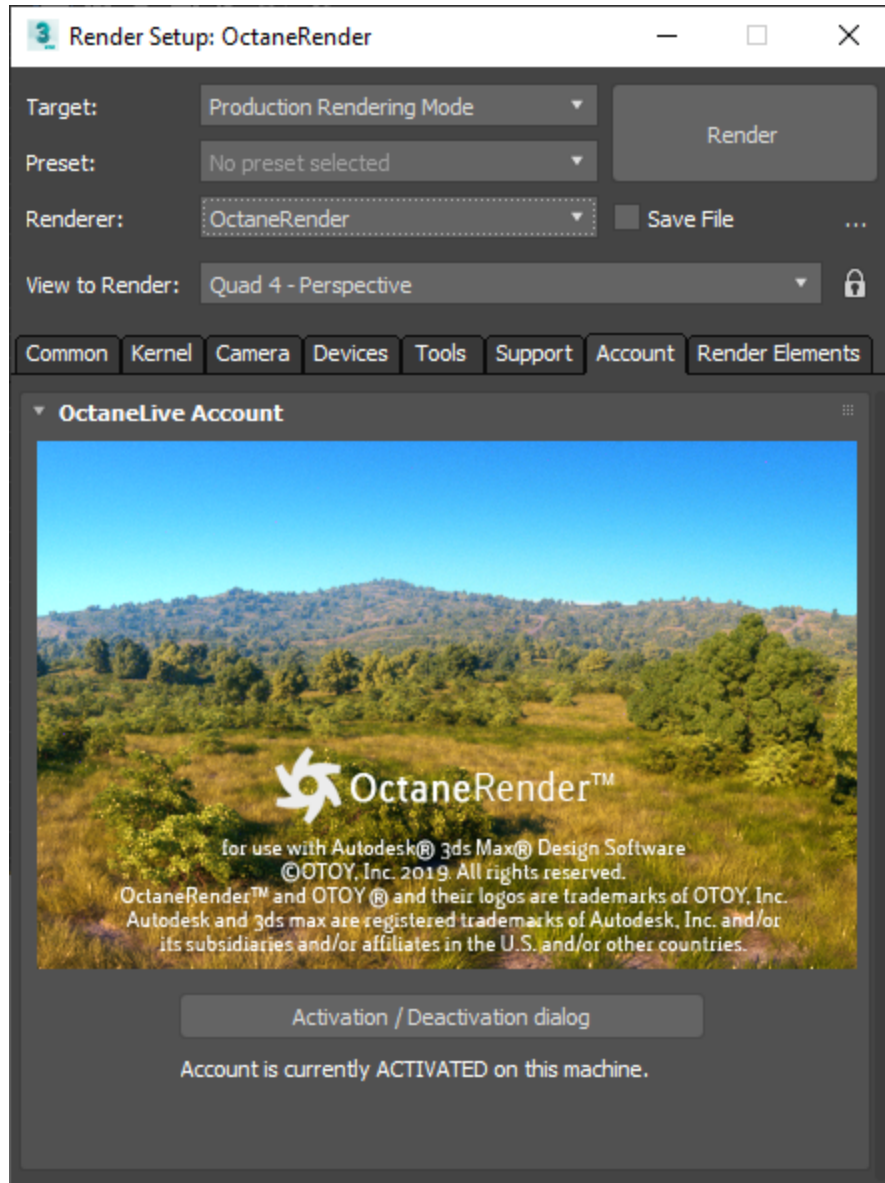 Render Setup: OctaneRender
Target:
Production Rendering Mode
Render
Preset:
No preset selected
Renderer:
OctaneRender
Save File
...
View to Render:
Quad 4 - Perspective
Common Kernel Camera Devices Tools Support Account Render Elements
OctaneLive Account
OctaneRender™
for use with Autodesk® 3ds Max® Design Software
©OTOY, Inc. 2019. All rights reserved.
OctaneRender™ and OTOY ® and their logos are trademarks of OTOY, Inc.
Autodesk and 3ds max are registered trademarks of Autodesk, Inc. and/or
its subsidiaries and/or affiliates in the U.S. and/or other countries.
Activation / Deactivation dialog
Account is currently ACTIVATED on this machine.